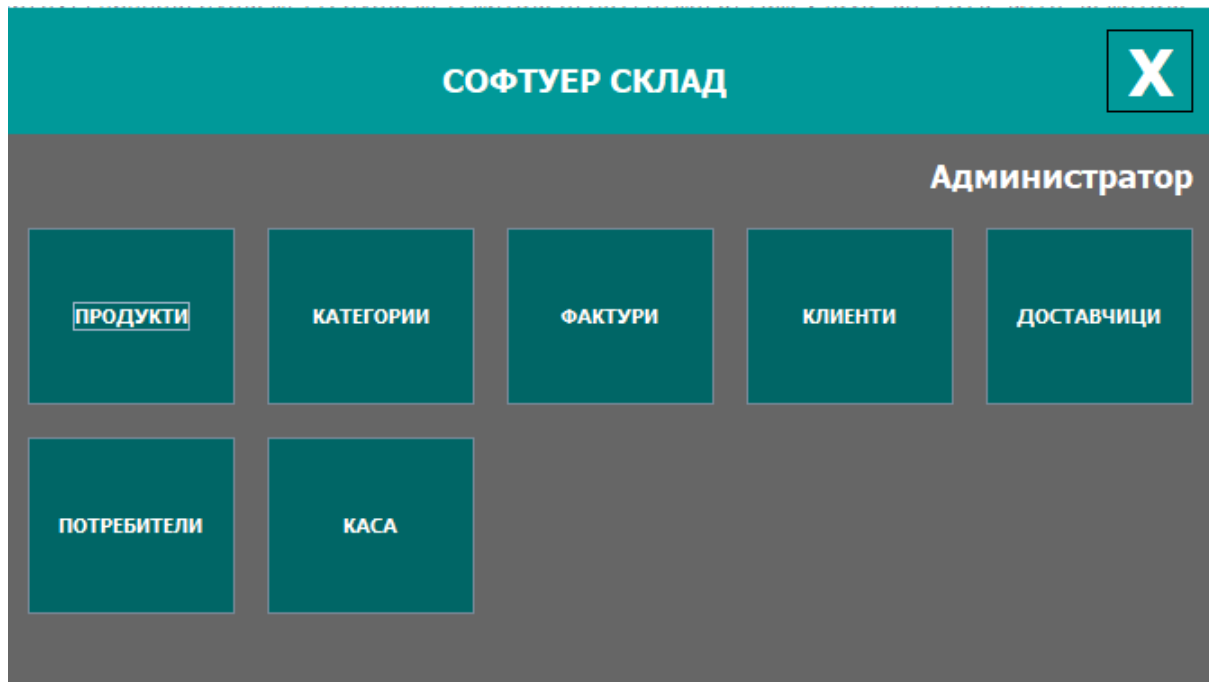 СОФТУЕР СКЛАД
X
Администратор
ПРОДУКТИ
КАТЕГОРИИ
ФАКТУРИ
КЛИЕНТИ
ДОСТАВЧИЦИ
ПОТРЕБИТЕЛИ
КАСА